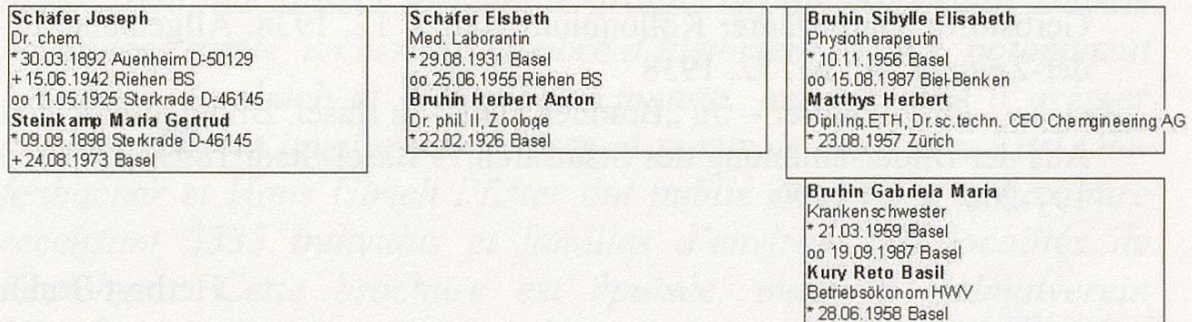 Schäfer Joseph
Dr. chem.
* 30.03.1892 Auenheim D-50129
+ 15.06.1942 Riehen BS
oo 11.05.1925 Sterkrade D-46145
Steinkamp Maria Gertrud
* 09.09.1898 Sterkrade D-46145
+ 24.08.1973 Basel
Schäfer Elsbeth
Med. Laborantin
* 29.08.1931 Basel
oo 25.06.1955 Riehen BS
Bruhin Herbert Anton
Dr. phil. II, Zoologe
* 22.02.1926 Basel
Bruhin Sibylle Elisabeth
Physiotherapeutin
* 10.11.1956 Basel
oo 15.08.1987 Biel-Benken
Matthys Herbert
Dipl.Ing.ETH, Dr.sc.techn., CEO Chemgineering AG
* 23.08.1957 Zürich
Bruhin Gabriela Maria
Krankenschwester
* 21.03.1959 Basel
oo 19.09.1987 Basel
Kury Reto Basil
Betriebsökonom HWV
* 28.06.1958 Basel